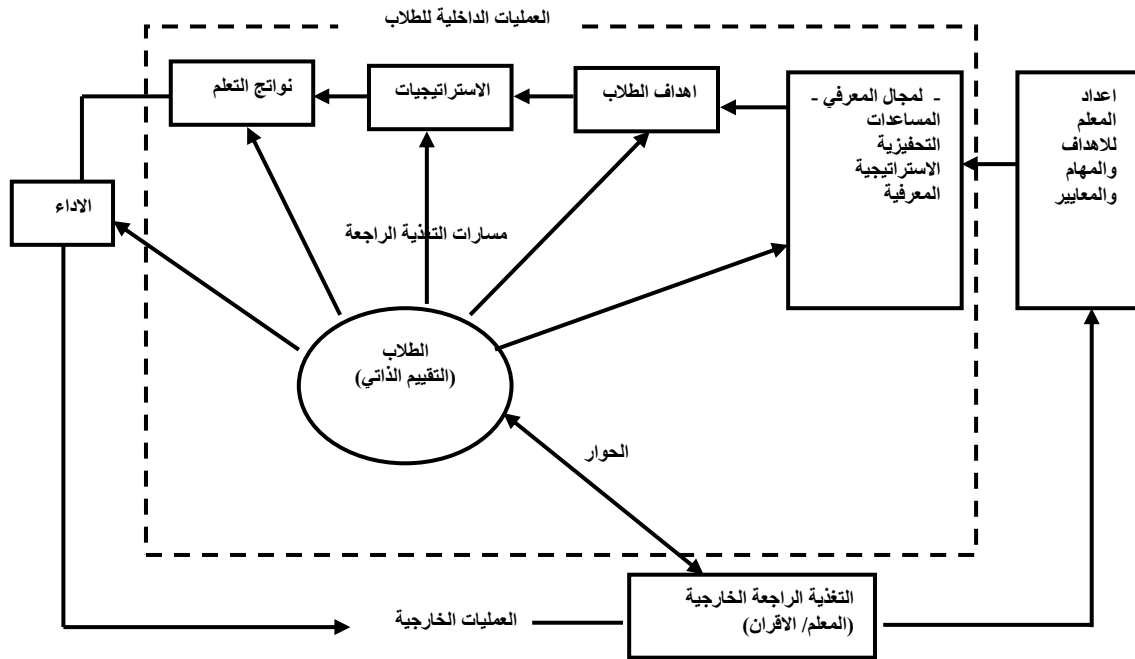 العمليات الداخلية للطلاب
اعداد
المعلم
للاهداف
والمهام
والمعايير
- لمجال المعرفي -
المساعدات
التحفيزية
الاستراتيجية
المعرفية
اهداف الطلاب
الاستراتيجيات
نواتج التعلم
الاداء
مسارات التغذية الراجعة
الطلاب
(التقييم الذاتي)
الحوار
التغذية الراجعة الخارجية
(المعلم/ الاقران)
العمليات الخارجية